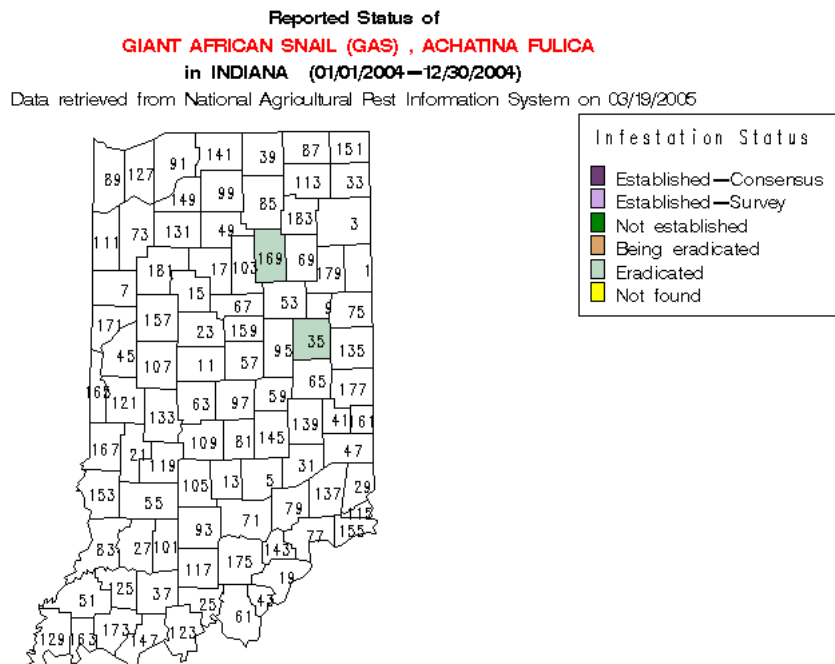 Reported Status of
GIANT AFRICAN SNAIL (GAS) , ACHATINA FULICA
in INDIANA (01/01/2004—12/30/2004)
Data retrieved from National Agricultural Pest Information System on 03/19/2005
Infestation Status
Established—Consensus
Established—Survey
Not established
Being eradicated
Eradicated
Not found
91 141 39 87 151
89 127 113 33
149 99 85
183 3
111 73 131 49
181 17 103 169 69 179 1
7 15
67 53 9 75
171 157 23 159 35
45 107 11 57 95 135
65
165 121 63 97 59 177
133 139 41 161
167 21 109 81 145 47
119 31
153 105 13 5 137 29
55 79 115
93 71 77 155
83 27 101 143
117 175 19
51 125 37 25 43
61
129 163 173 147 123